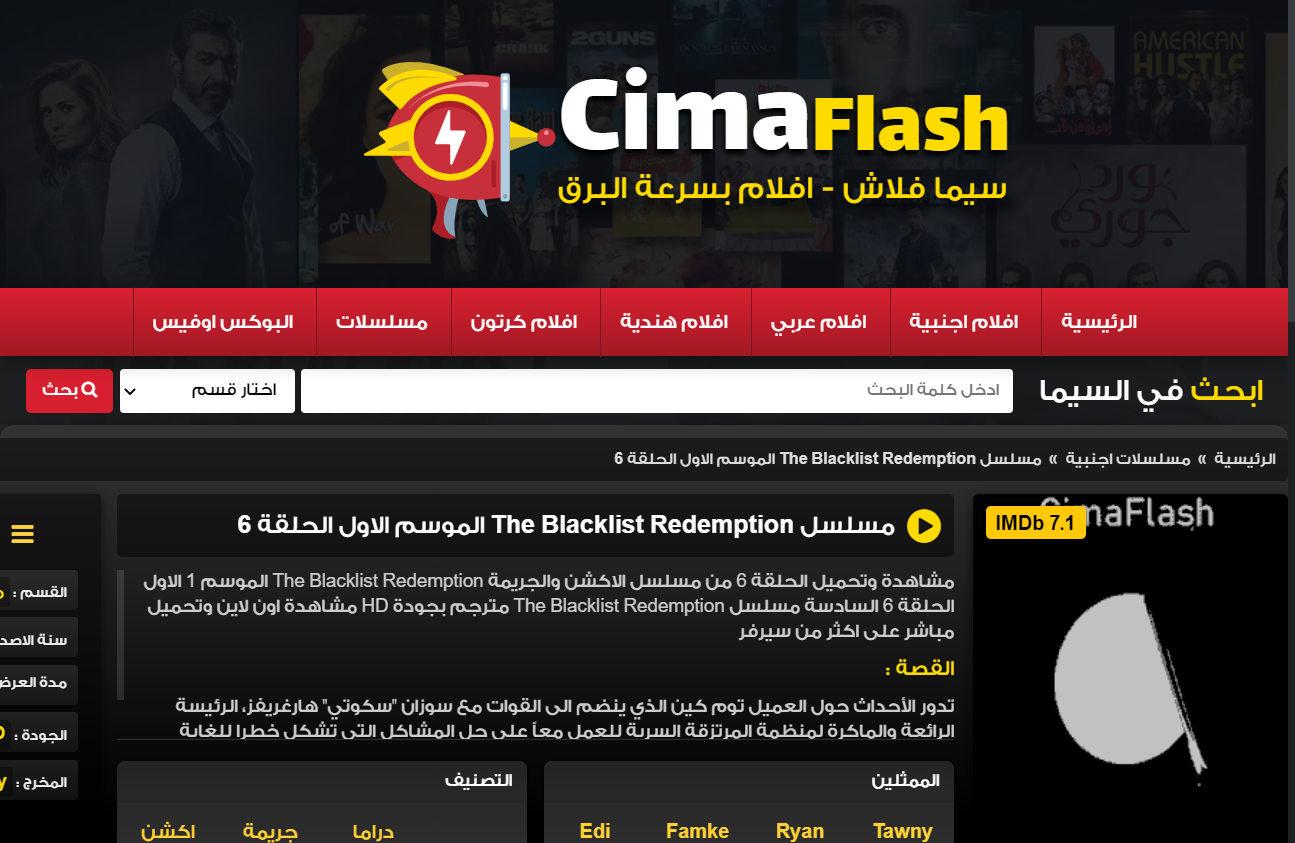 CRANK
2GUNS
AMERICAN
HUSTLE
of War
ورد
جوري
CimaFlash
سيما فلاش - افلام بسرعة البرق
الرئيسية
افلام اجنبية
افلام عربي
افلام هندية
افلام كرتون
مسلسلات
البوكس اوفيس
ابحث في السيما
ادخل كلمة البحث
اختار قسم
بحث
الرئيسية » مسلسلات اجنبية » مسلسل The Blacklist Redemption الموسم الاول الحلقة 6
IMDb 7.1
مسلسل The Blacklist Redemption الموسم الاول الحلقة 6
مشاهدة وتحميل الحلقة 6 من مسلسل الاكشن والجريمة The Blacklist Redemption الموسم 1 الاول
الحلقة 6 السادسة مسلسل The Blacklist Redemption مترجم بجودة HD مشاهدة اون لاين وتحميل
مباشر على اكثر من سيرفر
القصة :
تدور الأحداث حول العميل توم كين الذي ينضم الى القوات مع سوزان "سكوتي" هارغريفز، الرئيسة
الرائعة والماكرة لمنظمة المرتزقة السرية للعمل معاً على حل المشاكل التي تشكل خطرا للغاية
الممثلين
Tawny
Ryan
Famke
Edi
التصنيف
دراما
جريمة
اكشن
القسم :
سنة الاصد
مدة العرض
الجودة :
المخرج :